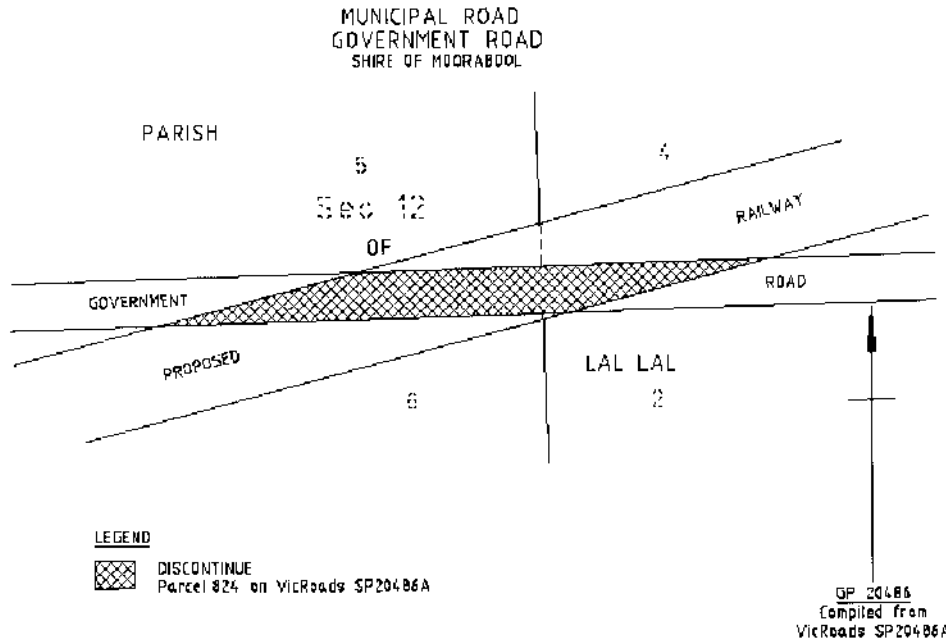 MUNICIPAL ROAD
GOVERNMENT ROAD
SHIRE OF MOORABOOL
PARISH
5
4
Sec 12
RAILWAY
OF
GOVERNMENT
ROAD
PROPOSED
LAL LAL
6
2
LEGEND
DISCONTINUE
Parcel 824 on VicRoads SP20486A
GP 20486
Compiled from
VicRoads SP20486A